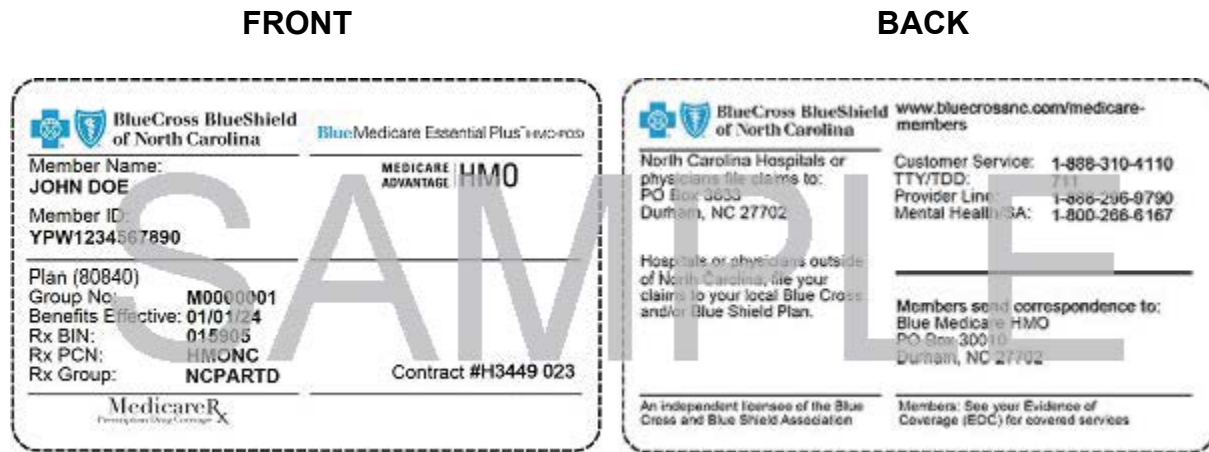 FRONT
BlueCross BlueShield
of North Carolina
BlueMedicare Essential Plus℠ HMO-POS
Member Name:
JOHN DOE
MEDICARE
ADVANTAGE HMO
Member ID:
YPW1234567890
Plan (80840)
Group No: M0000001
Benefits Effective: 01/01/24
Rx BIN: 015905
Rx PCN: HMONC
Rx Group: NCPARTD
Contract #H3449 023
MedicareRx
Prescription Drug Coverage
BACK
BlueCross BlueShield
of North Carolina
www.bluecrossnc.com/medicare-
members
North Carolina Hospitals or
physicians file claims to:
PO Box 3633
Durham, NC 27702
Hospitals or physicians outside
of North Carolina, file your
claims to your local Blue Cross
and/or Blue Shield Plan.
An independent licensee of the Blue
Cross and Blue Shield Association
Customer Service: 1-888-310-4110
TTY/TDD: 711
Provider Line: 1-888-296-9790
Mental Health/SA: 1-800-266-6167
Members send correspondence to:
Blue Medicare HMO
PO Box 30010
Durham, NC 27702
Members: See your Evidence of
Coverage (EOC) for covered services
SAMPLE